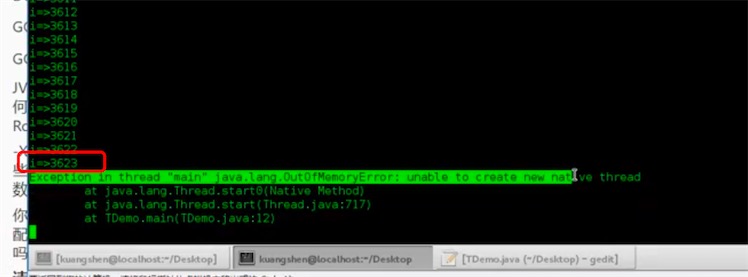 GC
i=>3612
i=>3613
i=>3614
GC
i=>3615
i=>3616
JV
i=>3617
何
i=>3618
i=>3619
i=>3620
i=>3621
i=>3622
些
i=>3623
数
Exception in thread "main" java.lang.OutOfMemoryError: unable to create new native thread
at java.lang.Thread.start0(Native Method)
你
at java.lang.Thread.start(Thread.java:717)
配
at TDemo.main(TDemo.java:12)
吗
[kuangshen@localhost:~/Desktop]
kuangshen@localhost:~/Desktop
[TDemo.java (~/Desktop) - gedit]